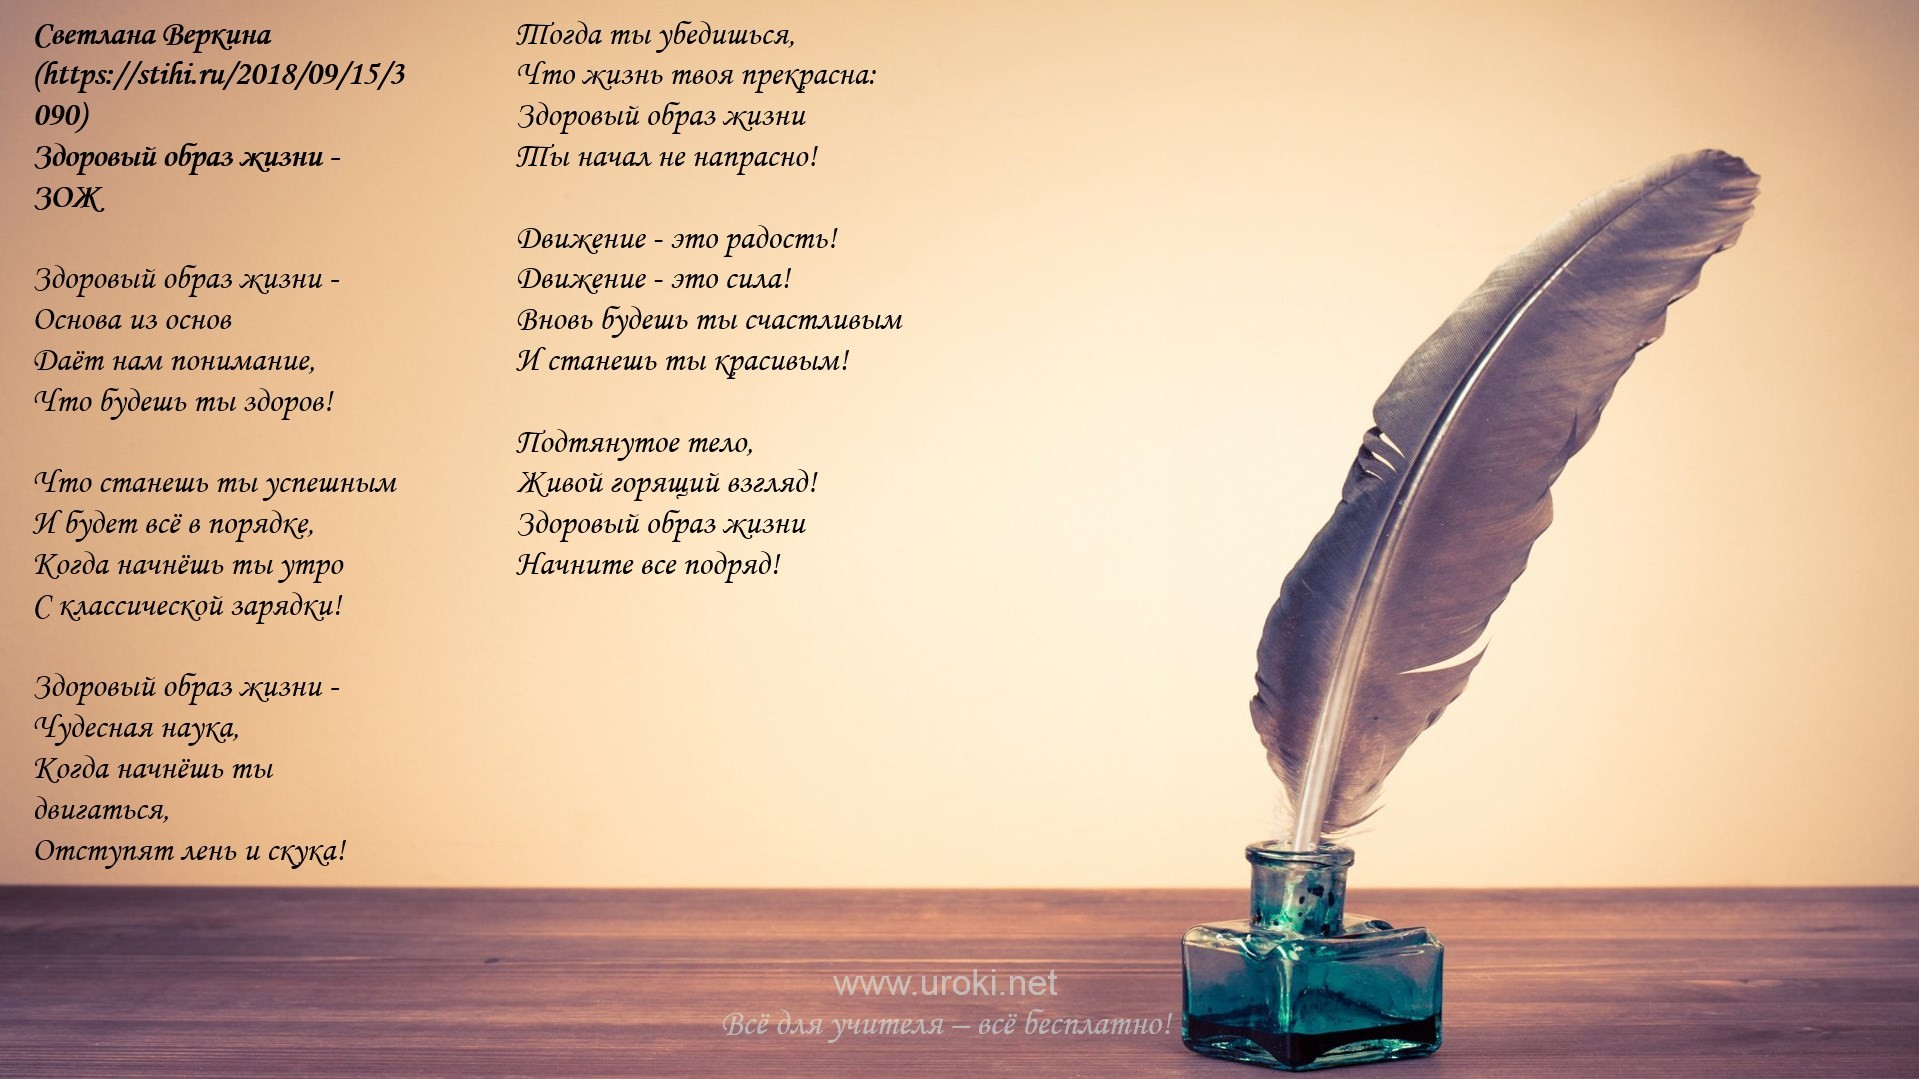 Светлана Веркина
(https://stihi.ru/2018/09/15/3
090)
Здоровый образ жизни -
ЗОЖ
Здоровый образ жизни -
Основа из основ
Даёт нам понимание,
Что будешь ты здоров!
Что станешь ты успешным
И будет всё в порядке,
Когда начнёшь ты утро
С классической зарядки!
Здоровый образ жизни -
Чудесная наука,
Когда начнёшь ты
двигаться,
Отступят лень и скука!
Тогда ты убедишься,
Что жизнь твоя прекрасна:
Здоровый образ жизни
Ты начал не напрасно!
Движение - это радость!
Движение - это сила!
Вновь будешь ты счастливым
И станешь ты красивым!
Подтянутое тело,
Живой горящий взгляд!
Здоровый образ жизни
Начните все подряд!
www.uroki.net
Всё для учителя – всё бесплатно!